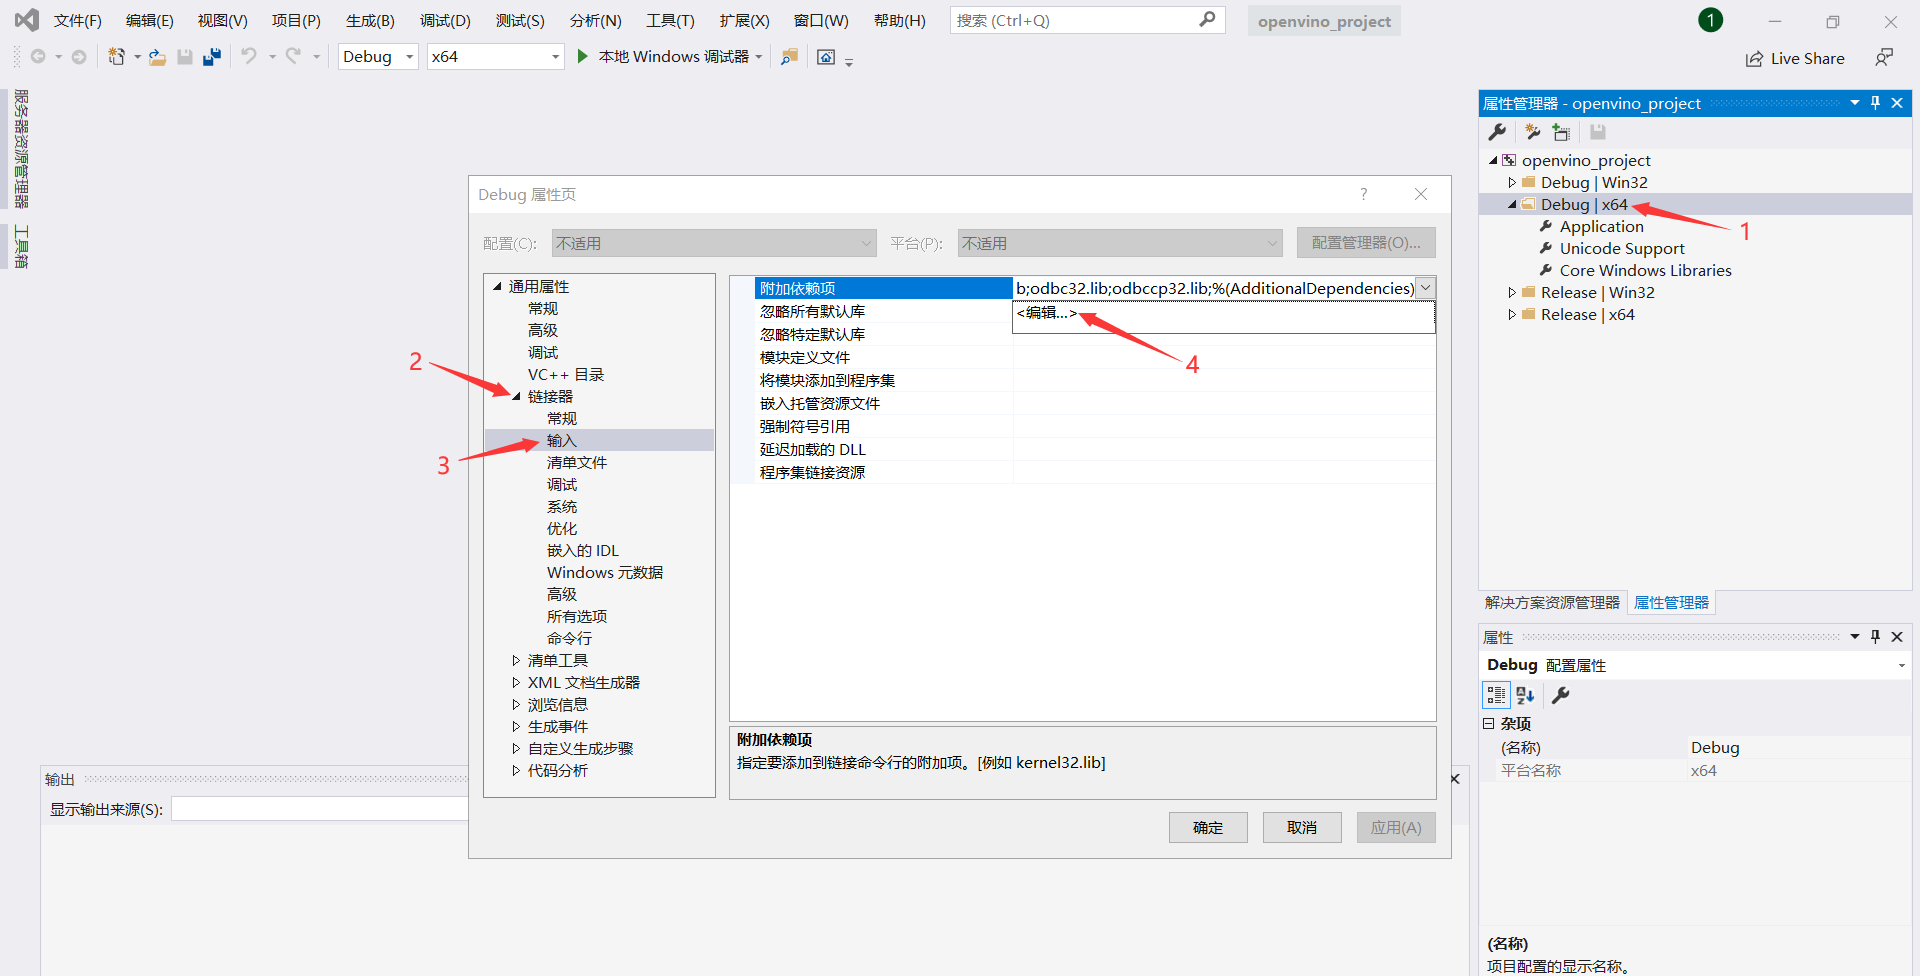 文件(F) 编辑(E) 视图(V) 项目(P) 生成(B) 调试(D) 测试(S) 分析(N) 工具(T) 扩展(X) 窗口(W) 帮助(H) 搜索 (Ctrl+Q) openvino_project 1
Debug x64 本地 Windows 调试器 Live Share
服务器资源管理器
工具箱
Debug 属性页 ?
配置(C): 不适用 平台(P): 不适用 配置管理器(O)...
通用属性
常规
高级
调试
VC++ 目录
2
链接器
常规
输入
3
清单文件
调试
系统
优化
嵌入的 IDL
Windows 元数据
高级
所有选项
命令行
清单工具
XML 文档生成器
浏览信息
生成事件
自定义生成步骤
代码分析
附加依赖项 b;odbc32.lib;odbccp32.lib;%(AdditionalDependencies)
忽略所有默认库 <编辑...>
忽略特定默认库
模块定义文件
4
将模块添加到程序集
嵌入托管资源文件
强制符号引用
延迟加载的 DLL
程序集链接资源
附加依赖项
指定要添加到链接命令行的附加项。[例如 kernel32.lib]
确定 取消 应用(A)
输出
显示输出来源(S):
属性管理器 - openvino_project
openvino_project
Debug | Win32
Debug | x64
1
Application
Unicode Support
Core Windows Libraries
Release | Win32
Release | x64
解决方案资源管理器 属性管理器
属性
Debug 配置属性
杂项
(名称) Debug
平台名称 x64
(名称)
项目配置的显示名称。